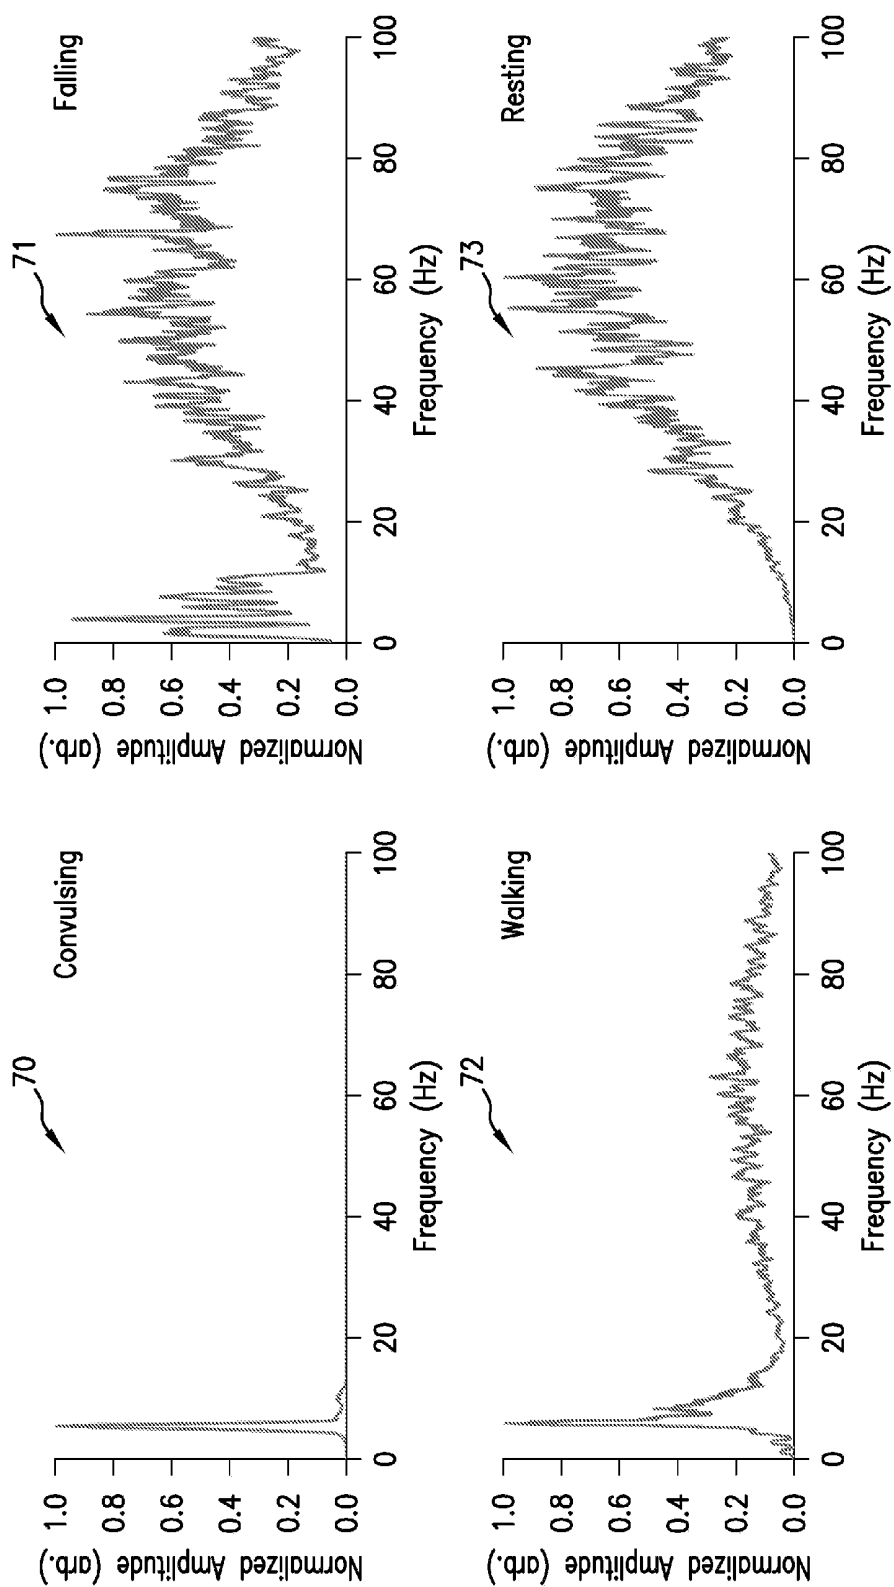 70
Convulsing
Normalized Amplitude (arb.)
1.0
0.8
0.6
0.4
0.2
0.0
0 20 40 60 80 100
Frequency (Hz)
71
Falling
Normalized Amplitude (arb.)
1.0
0.8
0.6
0.4
0.2
0.0
0 20 40 60 80 100
Frequency (Hz)
72
Walking
Normalized Amplitude (arb.)
1.0
0.8
0.6
0.4
0.2
0.0
0 20 40 60 80 100
Frequency (Hz)
73
Resting
Normalized Amplitude (arb.)
1.0
0.8
0.6
0.4
0.2
0.0
0 20 40 60 80 100
Frequency (Hz)